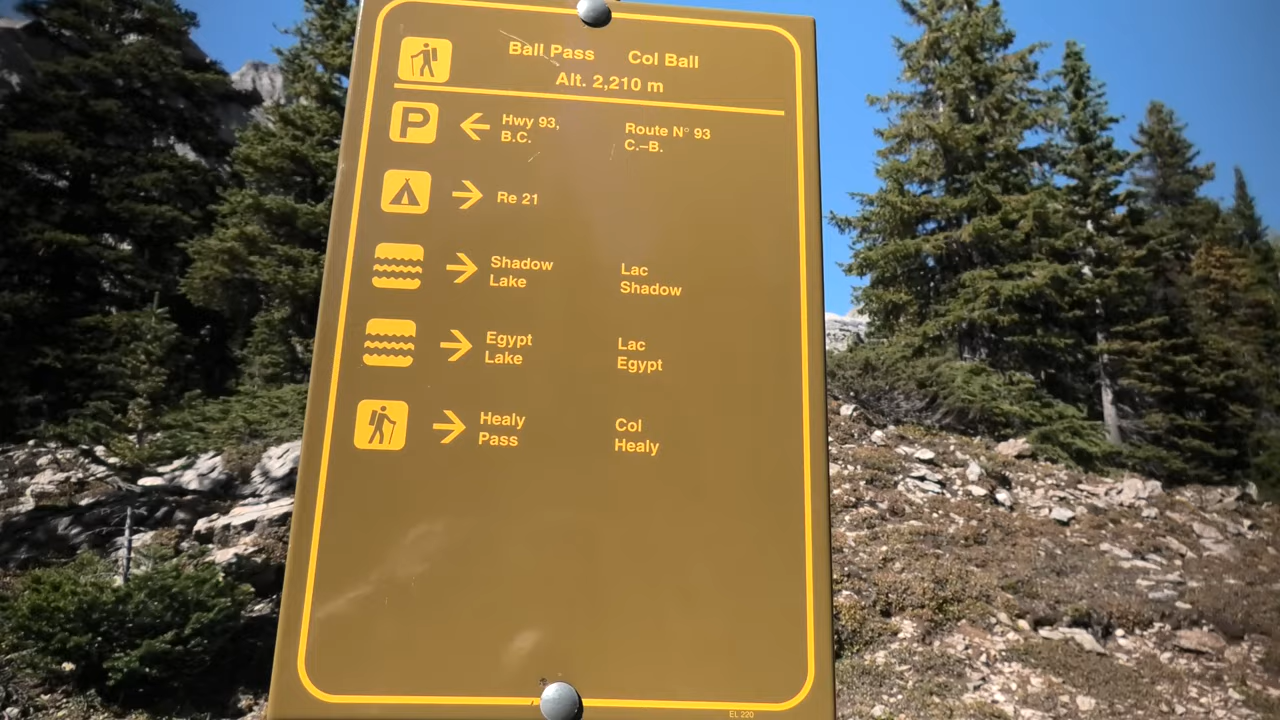 Ball Pass Col Ball
Alt. 2,210 m
P
Hwy 93, Route N° 93
B.C. C.–B.
Re 21
Shadow Lac
Lake Shadow
Egypt Lac
Lake Egypt
Healy Col
Pass Healy
EL 220